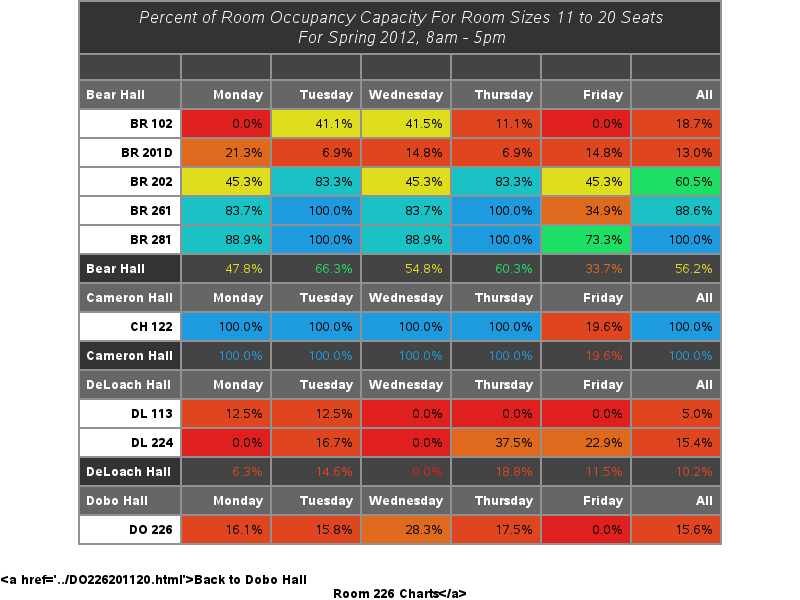 Percent of Room Occupancy Capacity For Room Sizes 11 to 20 Seats
For Spring 2012, 8am - 5pm
Bear Hall Monday Tuesday Wednesday Thursday Friday All
BR 102 0.0% 41.1% 41.5% 11.1% 0.0% 18.7%
BR 201D 21.3% 6.9% 14.8% 6.9% 14.8% 13.0%
BR 202 45.3% 83.3% 45.3% 83.3% 45.3% 60.5%
BR 261 83.7% 100.0% 83.7% 100.0% 34.9% 88.6%
BR 281 88.9% 100.0% 88.9% 100.0% 73.3% 100.0%
Bear Hall 47.8% 66.3% 54.8% 60.3% 33.7% 56.2%
Cameron Hall Monday Tuesday Wednesday Thursday Friday All
CH 122 100.0% 100.0% 100.0% 100.0% 19.6% 100.0%
Cameron Hall 100.0% 100.0% 100.0% 100.0% 19.6% 100.0%
DeLoach Hall Monday Tuesday Wednesday Thursday Friday All
DL 113 12.5% 12.5% 0.0% 0.0% 0.0% 5.0%
DL 224 0.0% 16.7% 0.0% 37.5% 22.9% 15.4%
DeLoach Hall 6.3% 14.6% 0.0% 18.8% 11.5% 10.2%
Dobo Hall Monday Tuesday Wednesday Thursday Friday All
DO 226 16.1% 15.8% 28.3% 17.5% 0.0% 15.6%
<a href='../DO226201120.html'>Back to Dobo Hall
Room 226 Charts</a>